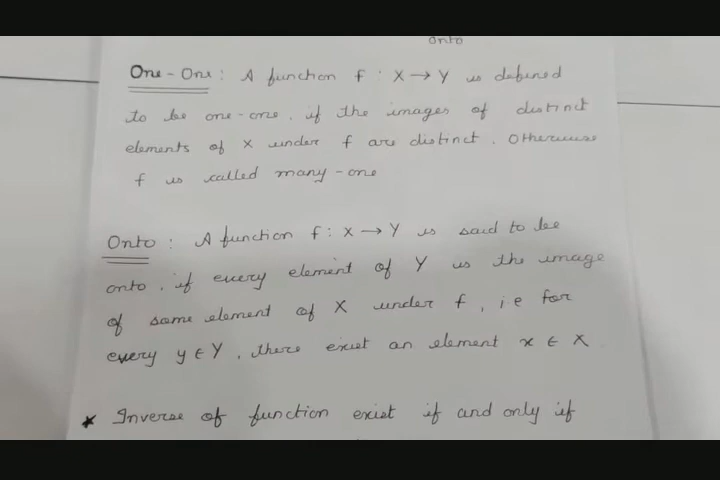 onto
One - One : A function f : X → Y is defined
to be one-one, if the images of distinct
elements of X under f are distinct. Otherwise
f is called many-one
Onto : A function f : X → Y is said to be
onto, if every element of Y is the image
of some element of X under f, i e for
every y ∈ Y, there exist an element x ∈ X
* Inverse of function exist if and only if